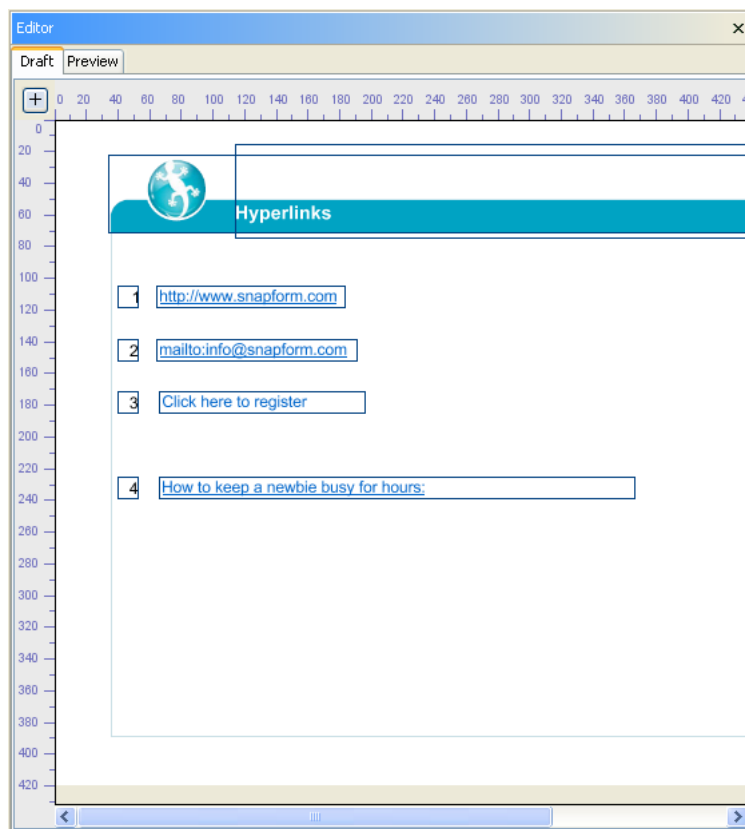 Editor
Draft Preview
0 20 40 60 80 100 120 140 160 180 200 220 240 260 280 300 320 340 360 380 400 420
0
20
40
60
Hyperlinks
80
100
1 http://www.snapform.com
120
140
2 mailto:info@snapform.com
160
180
3 Click here to register
200
220
4 How to keep a newbie busy for hours:
240
260
280
300
320
340
360
380
400
420